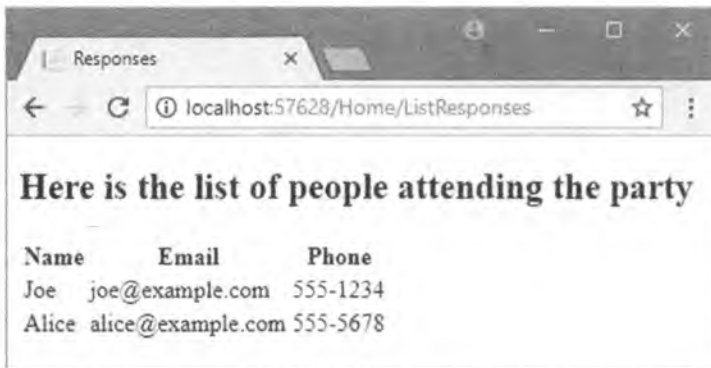 Responses
localhost:57628/Home/ListResponses
Here is the list of people attending the party
Name Email Phone
Joe joe@example.com 555-1234
Alice alice@example.com 555-5678